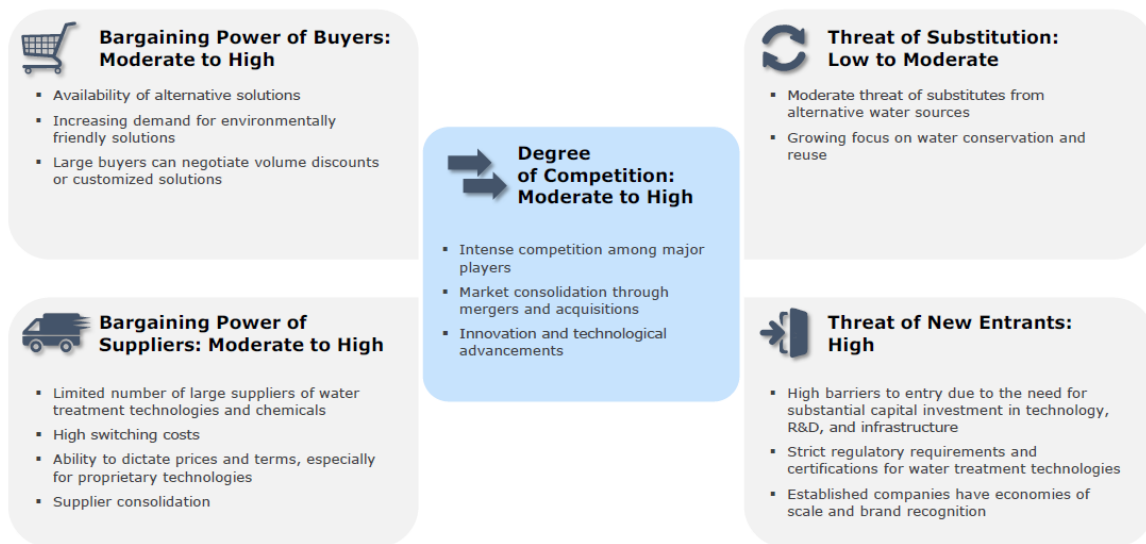 Bargaining Power of Buyers:
Moderate to High
▪ Availability of alternative solutions
▪ Increasing demand for environmentally
friendly solutions
▪ Large buyers can negotiate volume discounts
or customized solutions
Threat of Substitution:
Low to Moderate
▪ Moderate threat of substitutes from
alternative water sources
▪ Growing focus on water conservation and
reuse
Degree
of Competition:
Moderate to High
▪ Intense competition among major
players
▪ Market consolidation through
mergers and acquisitions
▪ Innovation and technological
advancements
Bargaining Power of
Suppliers: Moderate to High
▪ Limited number of large suppliers of water
treatment technologies and chemicals
▪ High switching costs
▪ Ability to dictate prices and terms, especially
for proprietary technologies
▪ Supplier consolidation
Threat of New Entrants:
High
▪ High barriers to entry due to the need for
substantial capital investment in technology,
R&D, and infrastructure
▪ Strict regulatory requirements and
certifications for water treatment technologies
▪ Established companies have economies of
scale and brand recognition